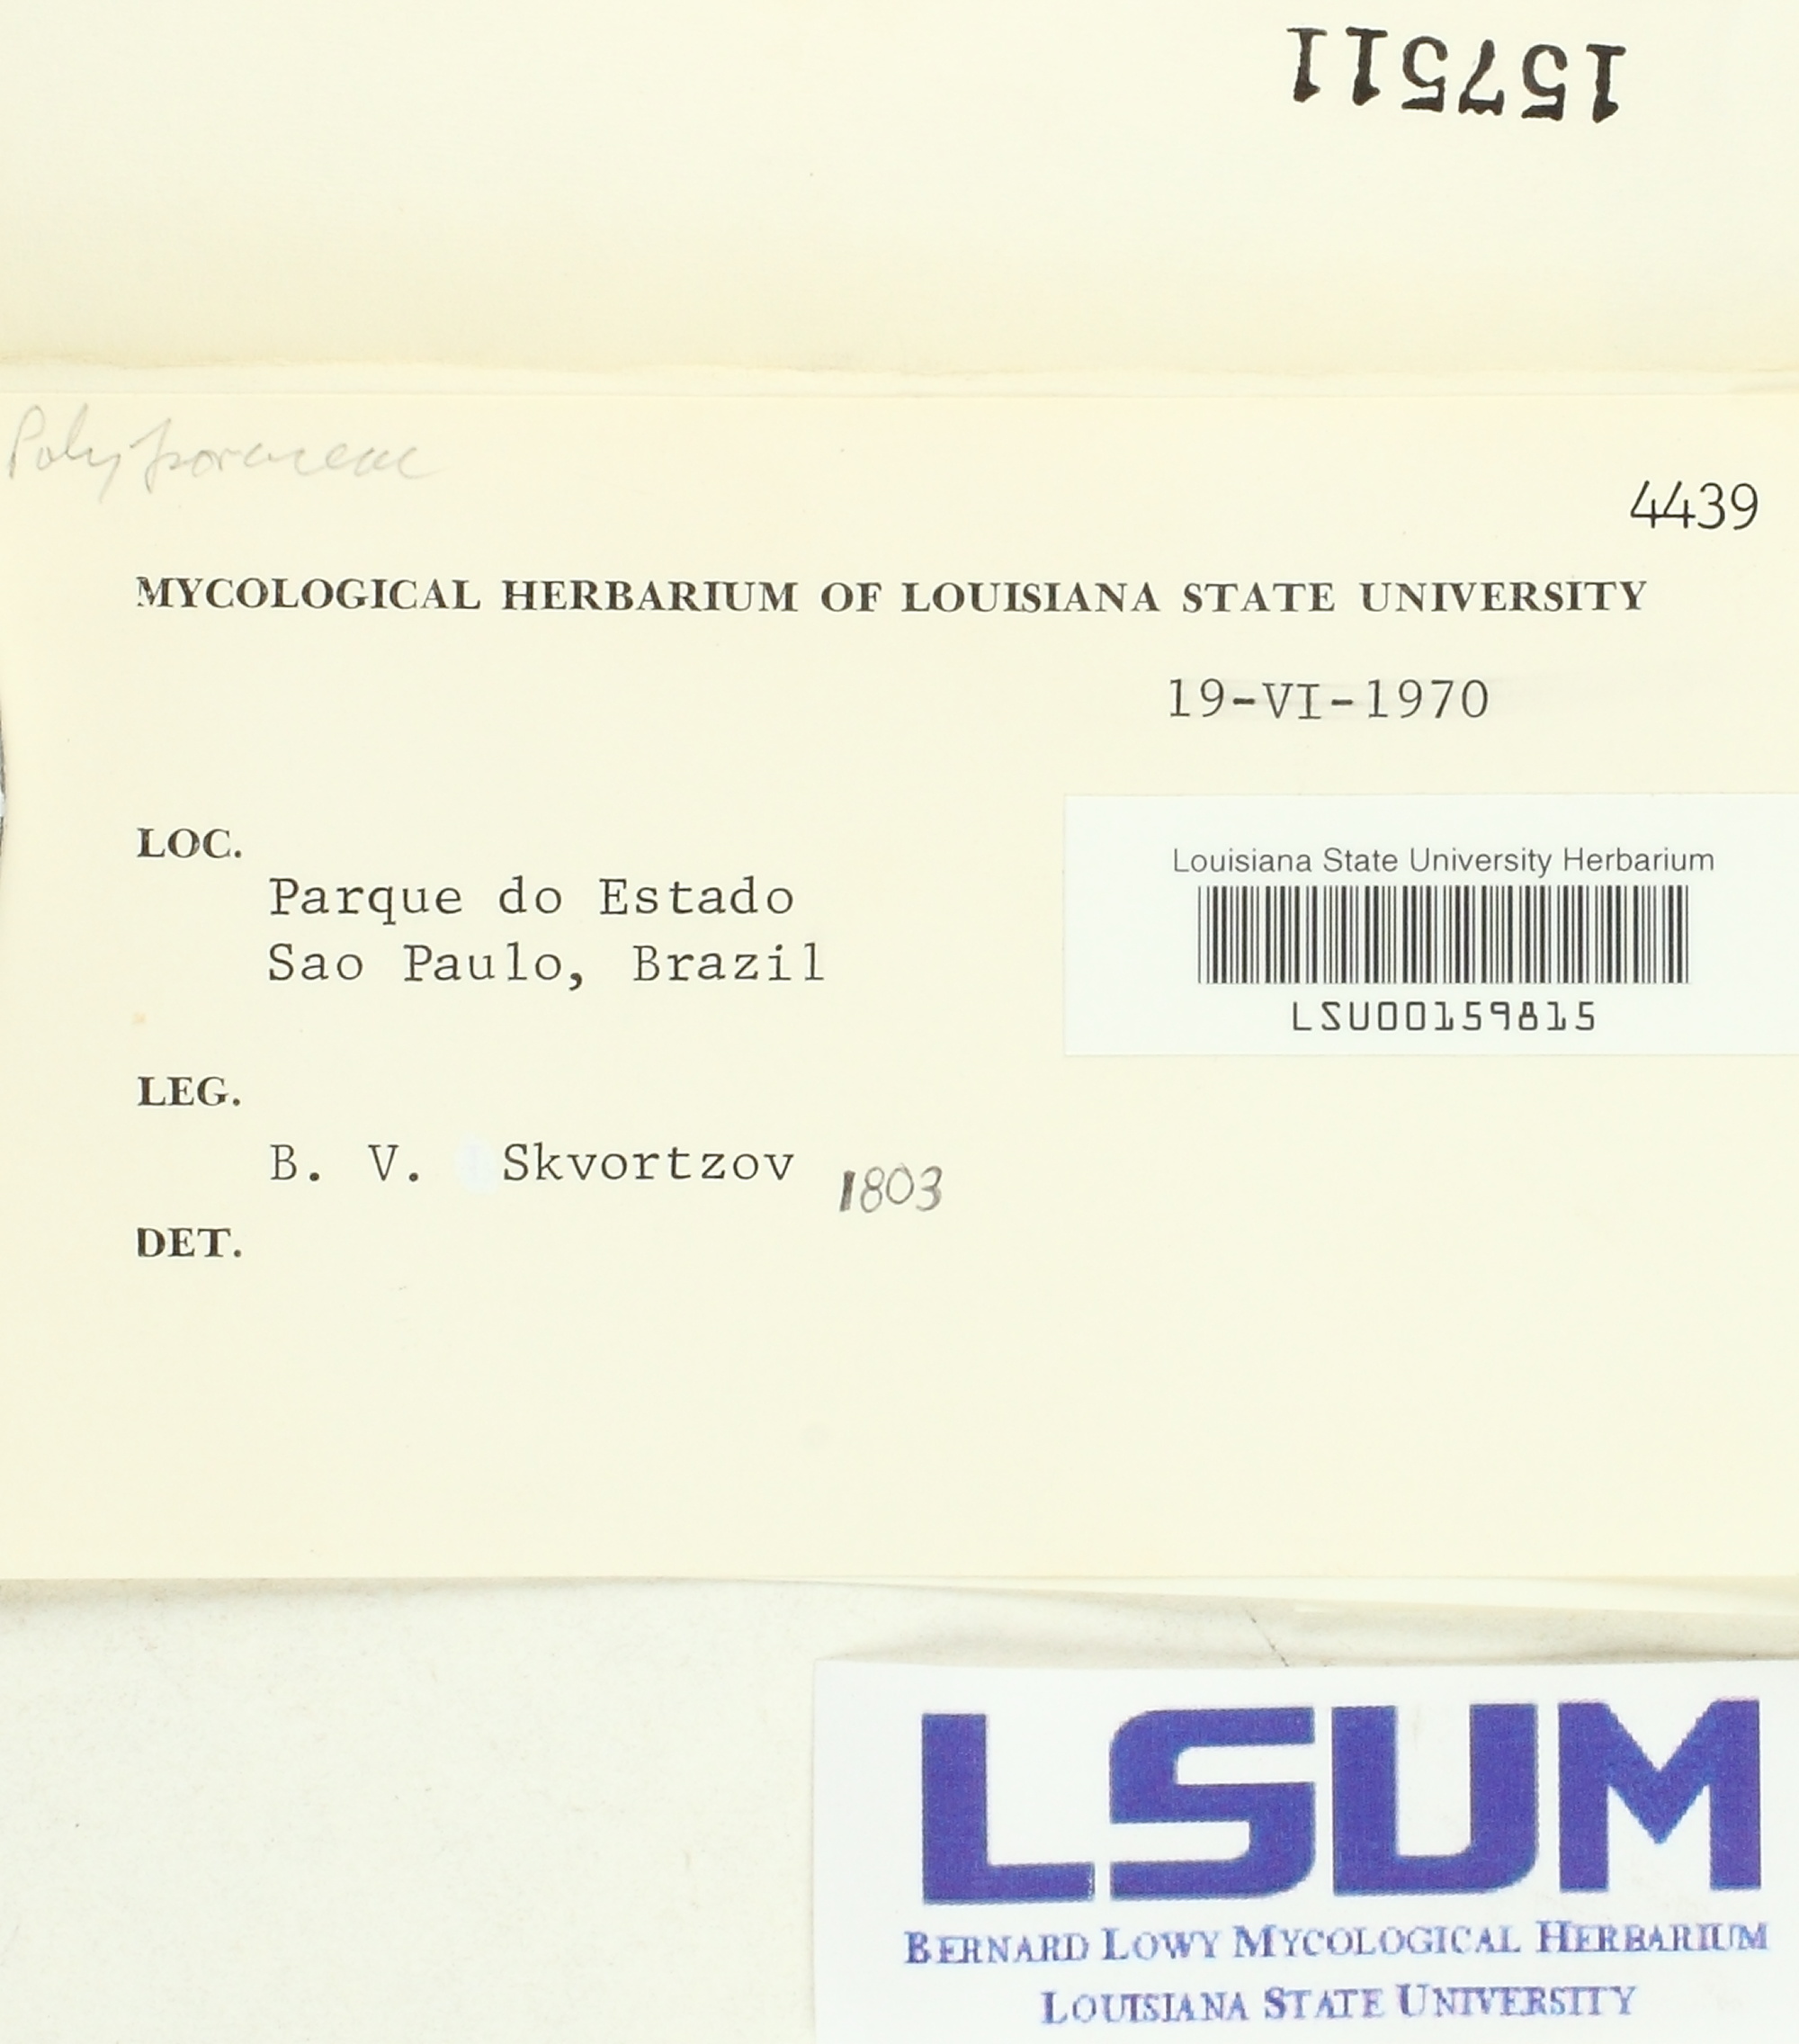 157511
Polyporaceae
4439
MYCOLOGICAL HERBARIUM OF LOUISIANA STATE UNIVERSITY
19-VI-1970
LOC.
Parque do Estado
Sao Paulo, Brazil
Louisiana State University Herbarium
LSU00159815
LEG.
B. V. Skvortzov 1803
DET.
LSUM
BERNARD LOWY MYCOLOGICAL HERBARIUM
LOUISIANA STATE UNIVERSITY